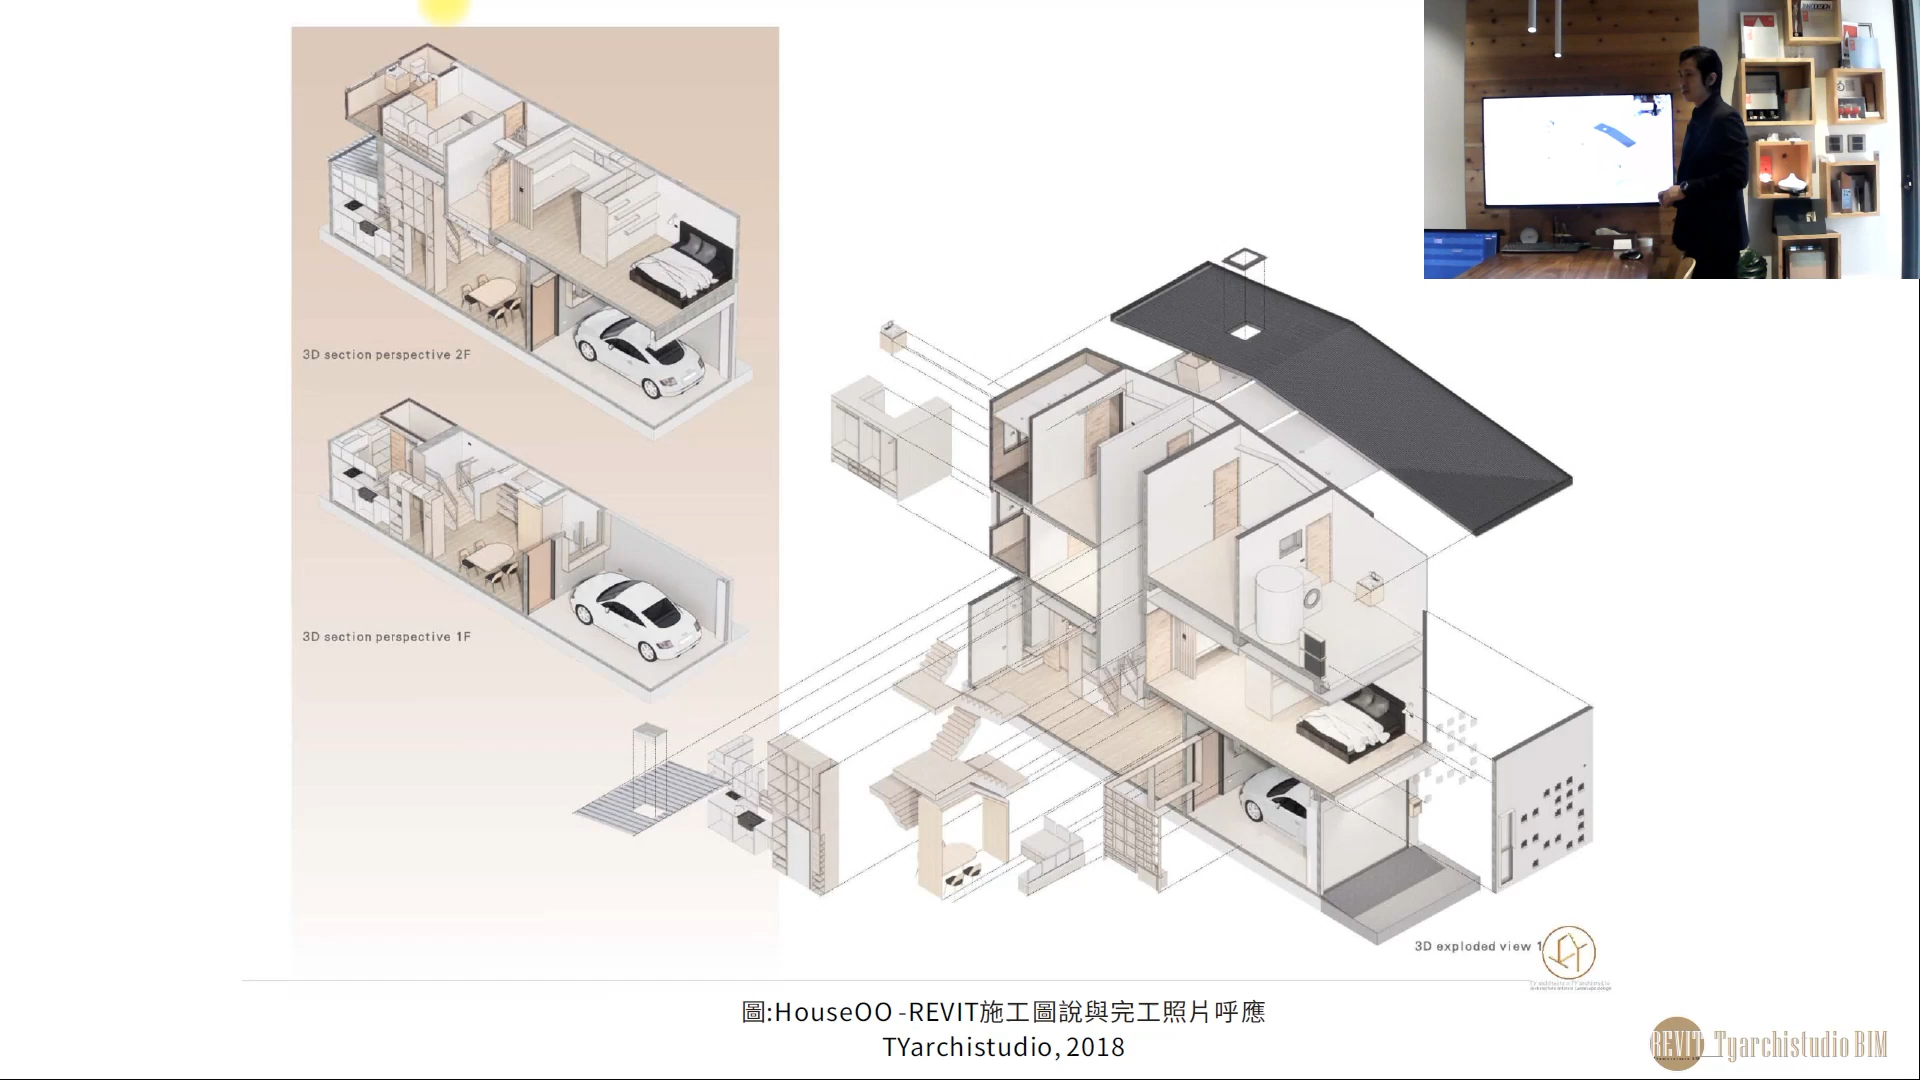 3D section perspective 2F
3D section perspective 1F
3D exploded view 1
圖:HouseOO -REVIT施工圖說與完工照片呼應
TYarchistudio, 2018
REVIT Tyarchistudio BIM